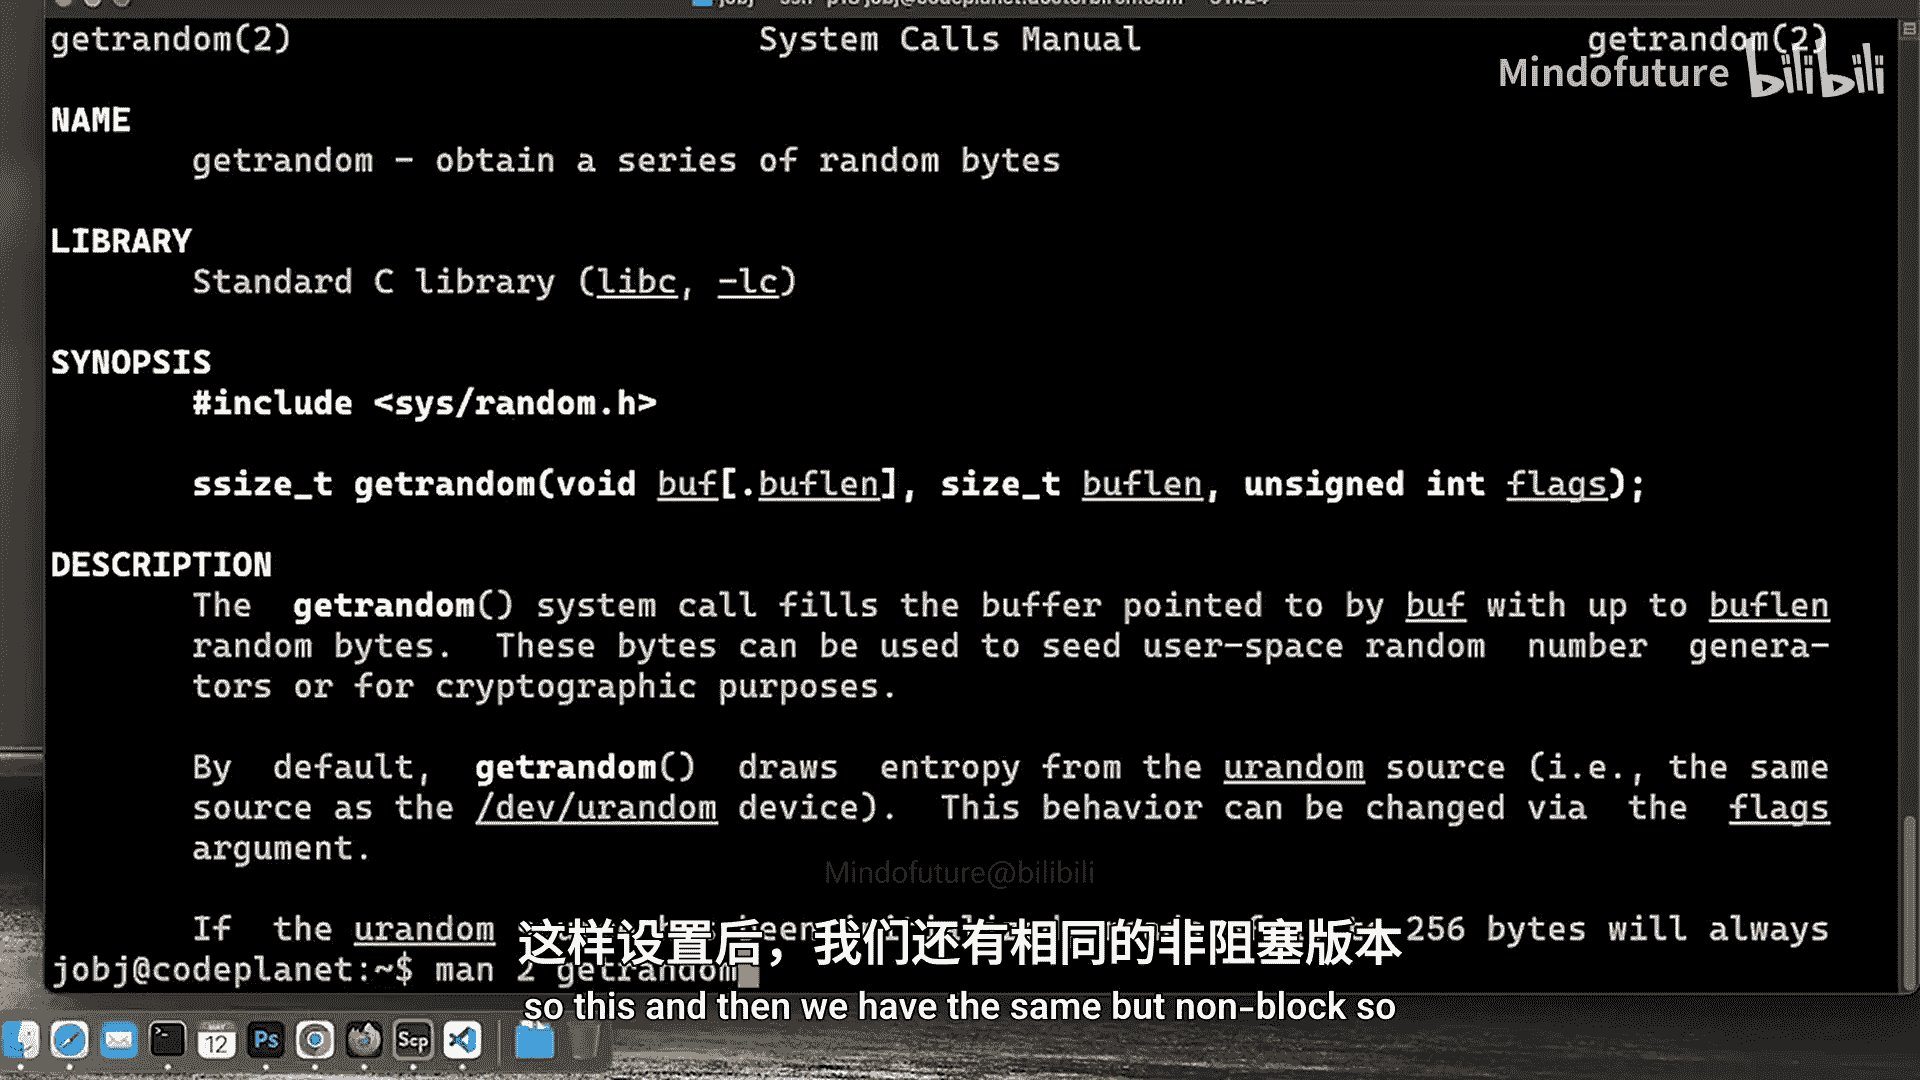 getrandom(2) System Calls Manual getrandom(2)
Mindofuture bilibili
NAME
getrandom - obtain a series of random bytes
LIBRARY
Standard C library (libc, -lc)
SYNOPSIS
#include <sys/random.h>
ssize_t getrandom(void buf[.buflen], size_t buflen, unsigned int flags);
DESCRIPTION
The getrandom() system call fills the buffer pointed to by buf with up to buflen
random bytes. These bytes can be used to seed user-space random number genera-
tors or for cryptographic purposes.
By default, getrandom() draws entropy from the urandom source (i.e., the same
source as the /dev/urandom device). This behavior can be changed via the flags
argument.
Mindofuture@bilibili
If the urandom 256 bytes will always
这样设置后，我们还有相同的非阻塞版本
jobj@codeplanet:~$ man 2 getrandom
so this and then we have the same but non-block so
MAY
12
Ps
Scp